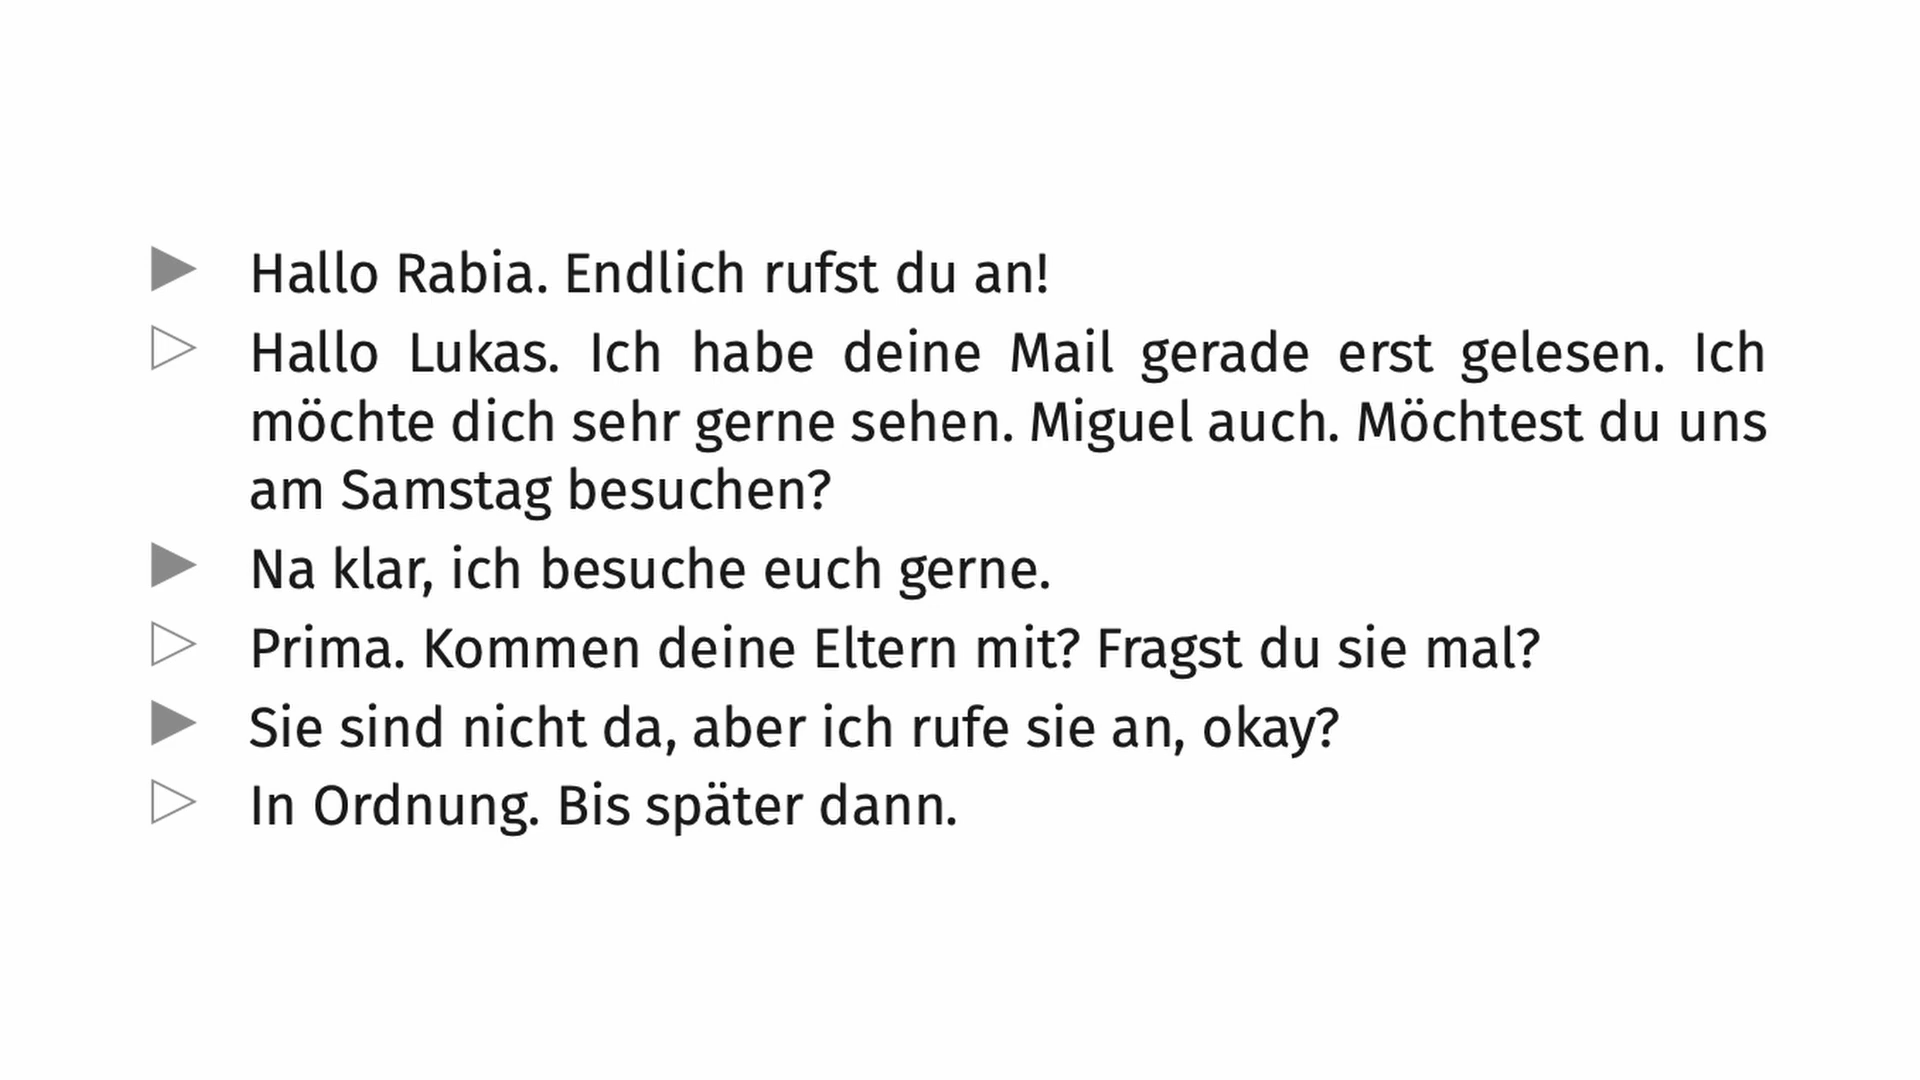 ▶ Hallo Rabia. Endlich rufst du an!
▷ Hallo Lukas. Ich habe deine Mail gerade erst gelesen. Ich
möchte dich sehr gerne sehen. Miguel auch. Möchtest du uns
am Samstag besuchen?
▶ Na klar, ich besuche euch gerne.
▷ Prima. Kommen deine Eltern mit? Fragst du sie mal?
▶ Sie sind nicht da, aber ich rufe sie an, okay?
▷ In Ordnung. Bis später dann.